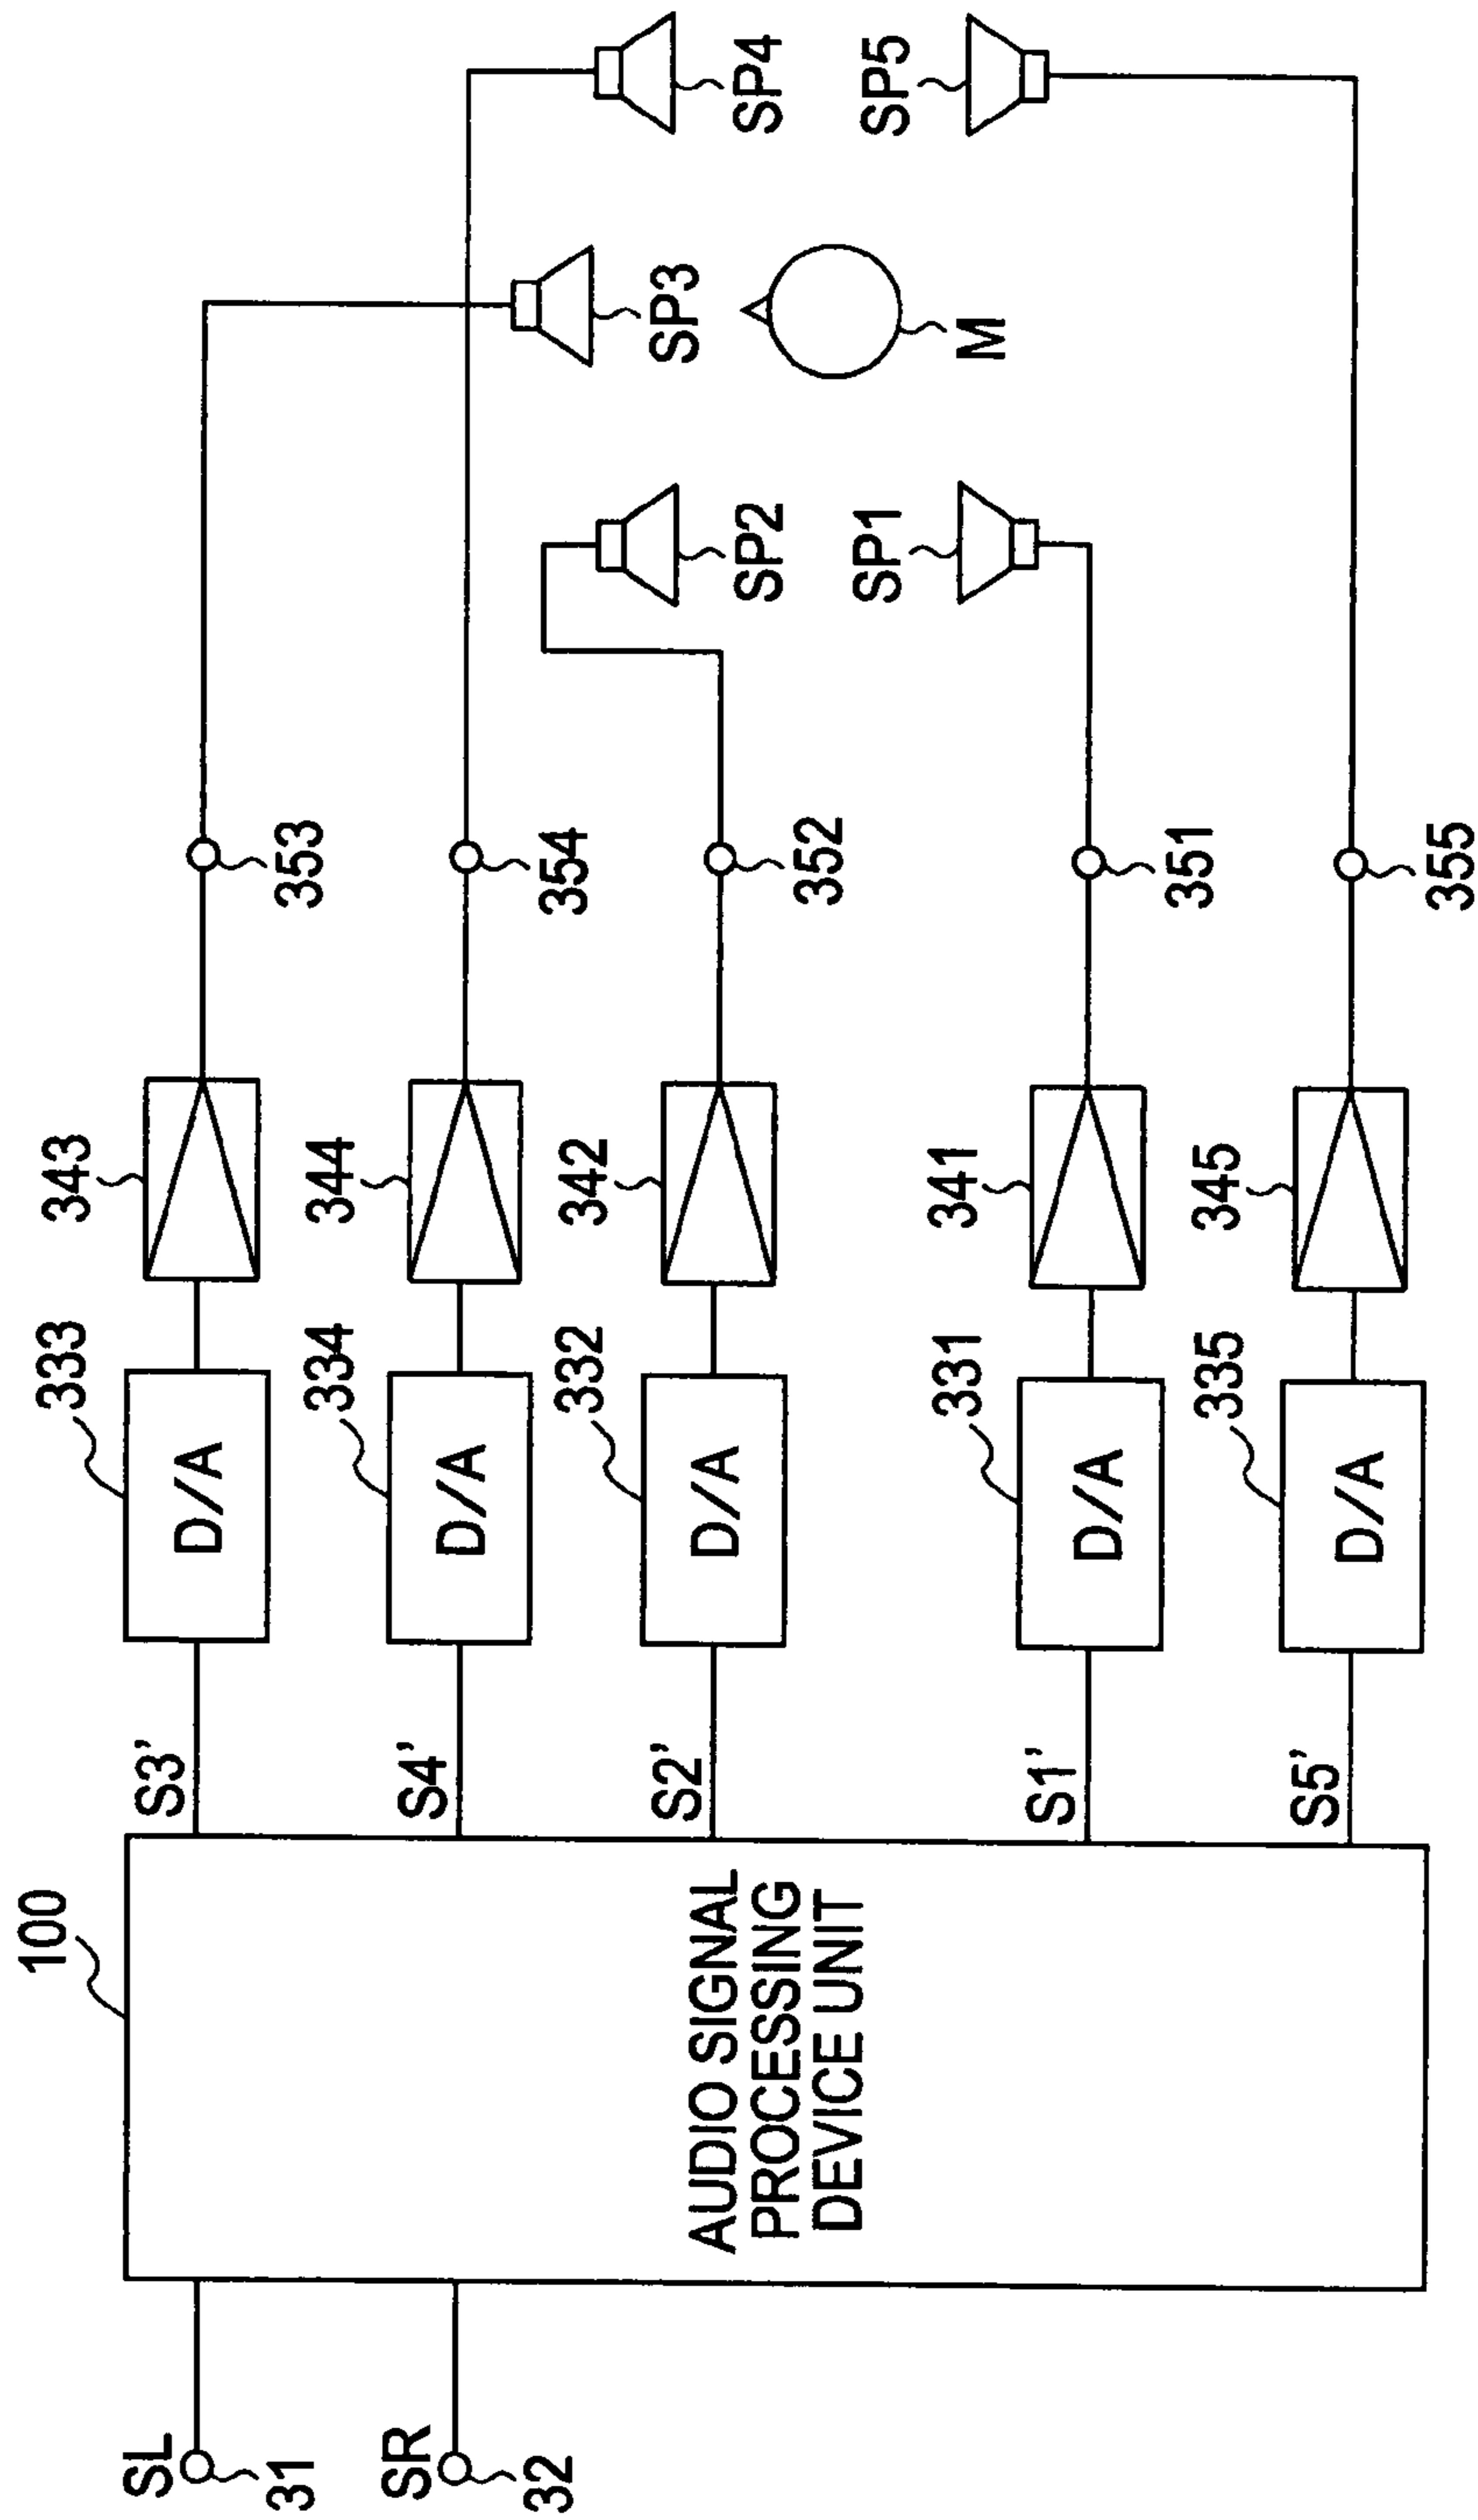 100
SL
31
SR
32
AUDIO SIGNAL
PROCESSING
DEVICE UNIT
S3'
333
D/A
343
353
SP3
S4'
334
D/A
344
354
SP4
S2'
332
D/A
342
352
SP2
M
S1'
331
D/A
341
351
SP1
S5'
335
D/A
345
355
SP5